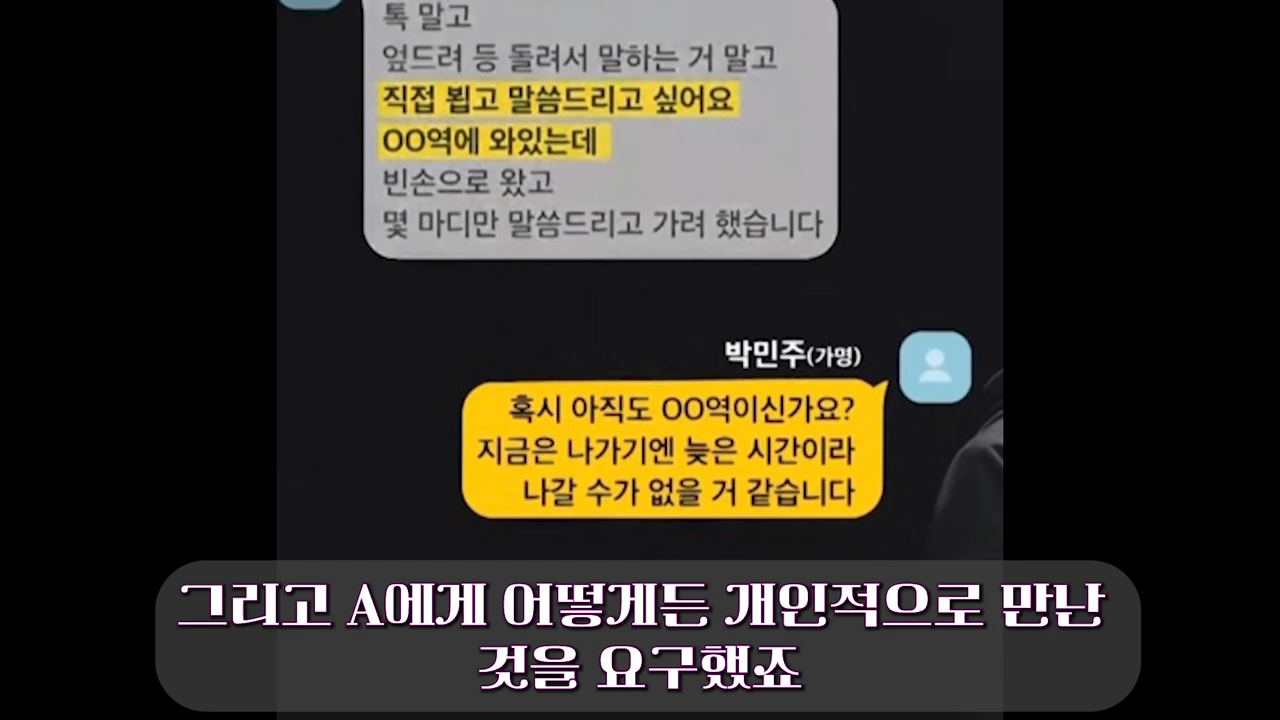 톡 말고
엎드려 등 돌려서 말하는 거 말고
직접 뵙고 말씀드리고 싶어요
OO역에 와있는데
빈손으로 왔고
몇 마디만 말씀드리고 가려 했습니다
박민주(가명)
혹시 아직도 OO역이신가요?
지금은 나가기엔 늦은 시간이라
나갈 수가 없을 거 같습니다
그리고 A에게 어떻게든 개인적으로 만난
것을 요구했죠